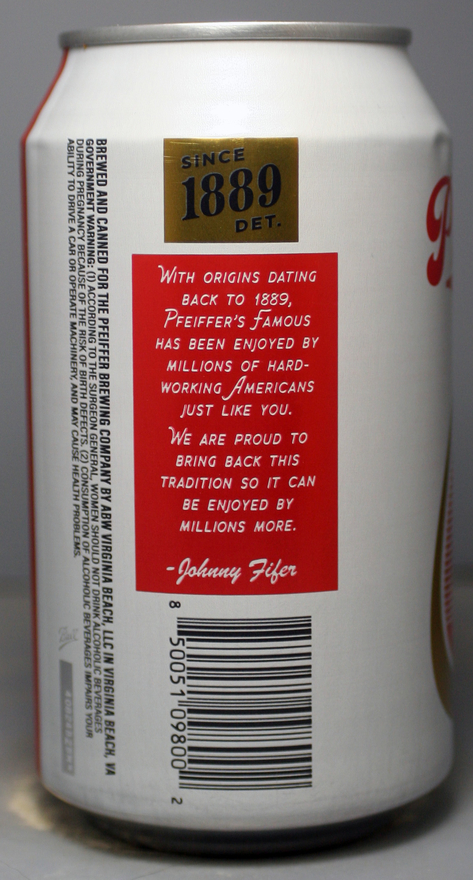 SINCE
1889
DET.
WITH ORIGINS DATING
BACK TO 1889,
PFEIFFER'S FAMOUS
HAS BEEN ENJOYED BY
MILLIONS OF HARD-
WORKING AMERICANS
JUST LIKE YOU.
WE ARE PROUD TO
BRING BACK THIS
TRADITION SO IT CAN
BE ENJOYED BY
MILLIONS MORE.
-Johnny Fifer
8 50051 09800 2
BREWED AND CANNED FOR THE PFEIFFER BREWING COMPANY BY ABW VIRGINIA BEACH, LLC IN VIRGINIA BEACH, VA
GOVERNMENT WARNING: (1) ACCORDING TO THE SURGEON GENERAL, WOMEN SHOULD NOT DRINK ALCOHOLIC BEVERAGES
DURING PREGNANCY BECAUSE OF THE RISK OF BIRTH DEFECTS. (2) CONSUMPTION OF ALCOHOLIC BEVERAGES IMPAIRS YOUR
ABILITY TO DRIVE A CAR OR OPERATE MACHINERY, AND MAY CAUSE HEALTH PROBLEMS.